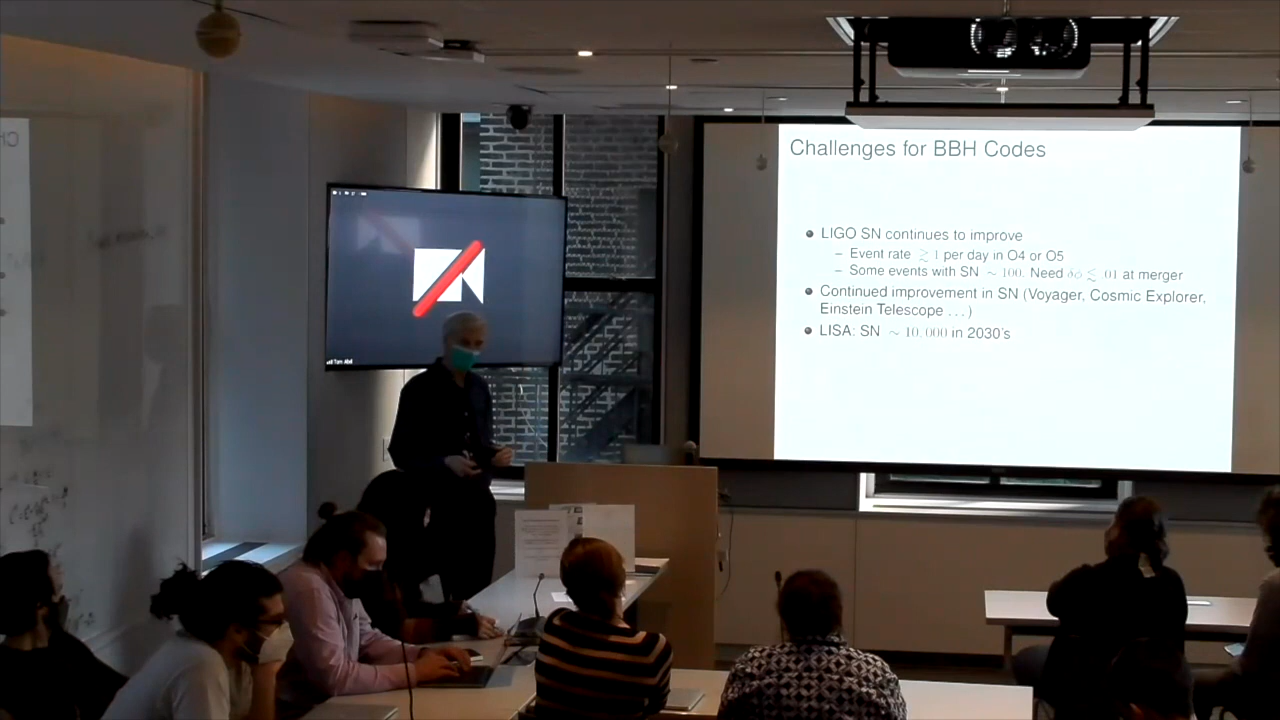 Challenges for BBH Codes
LIGO SN continues to improve
– Event rate ≳ 1 per day in O4 or O5
– Some events with SN ∼ 100. Need δϕ ≲ .01 at merger
Continued improvement in SN (Voyager, Cosmic Explorer,
Einstein Telescope . . . )
LISA: SN ∼ 10,000 in 2030's